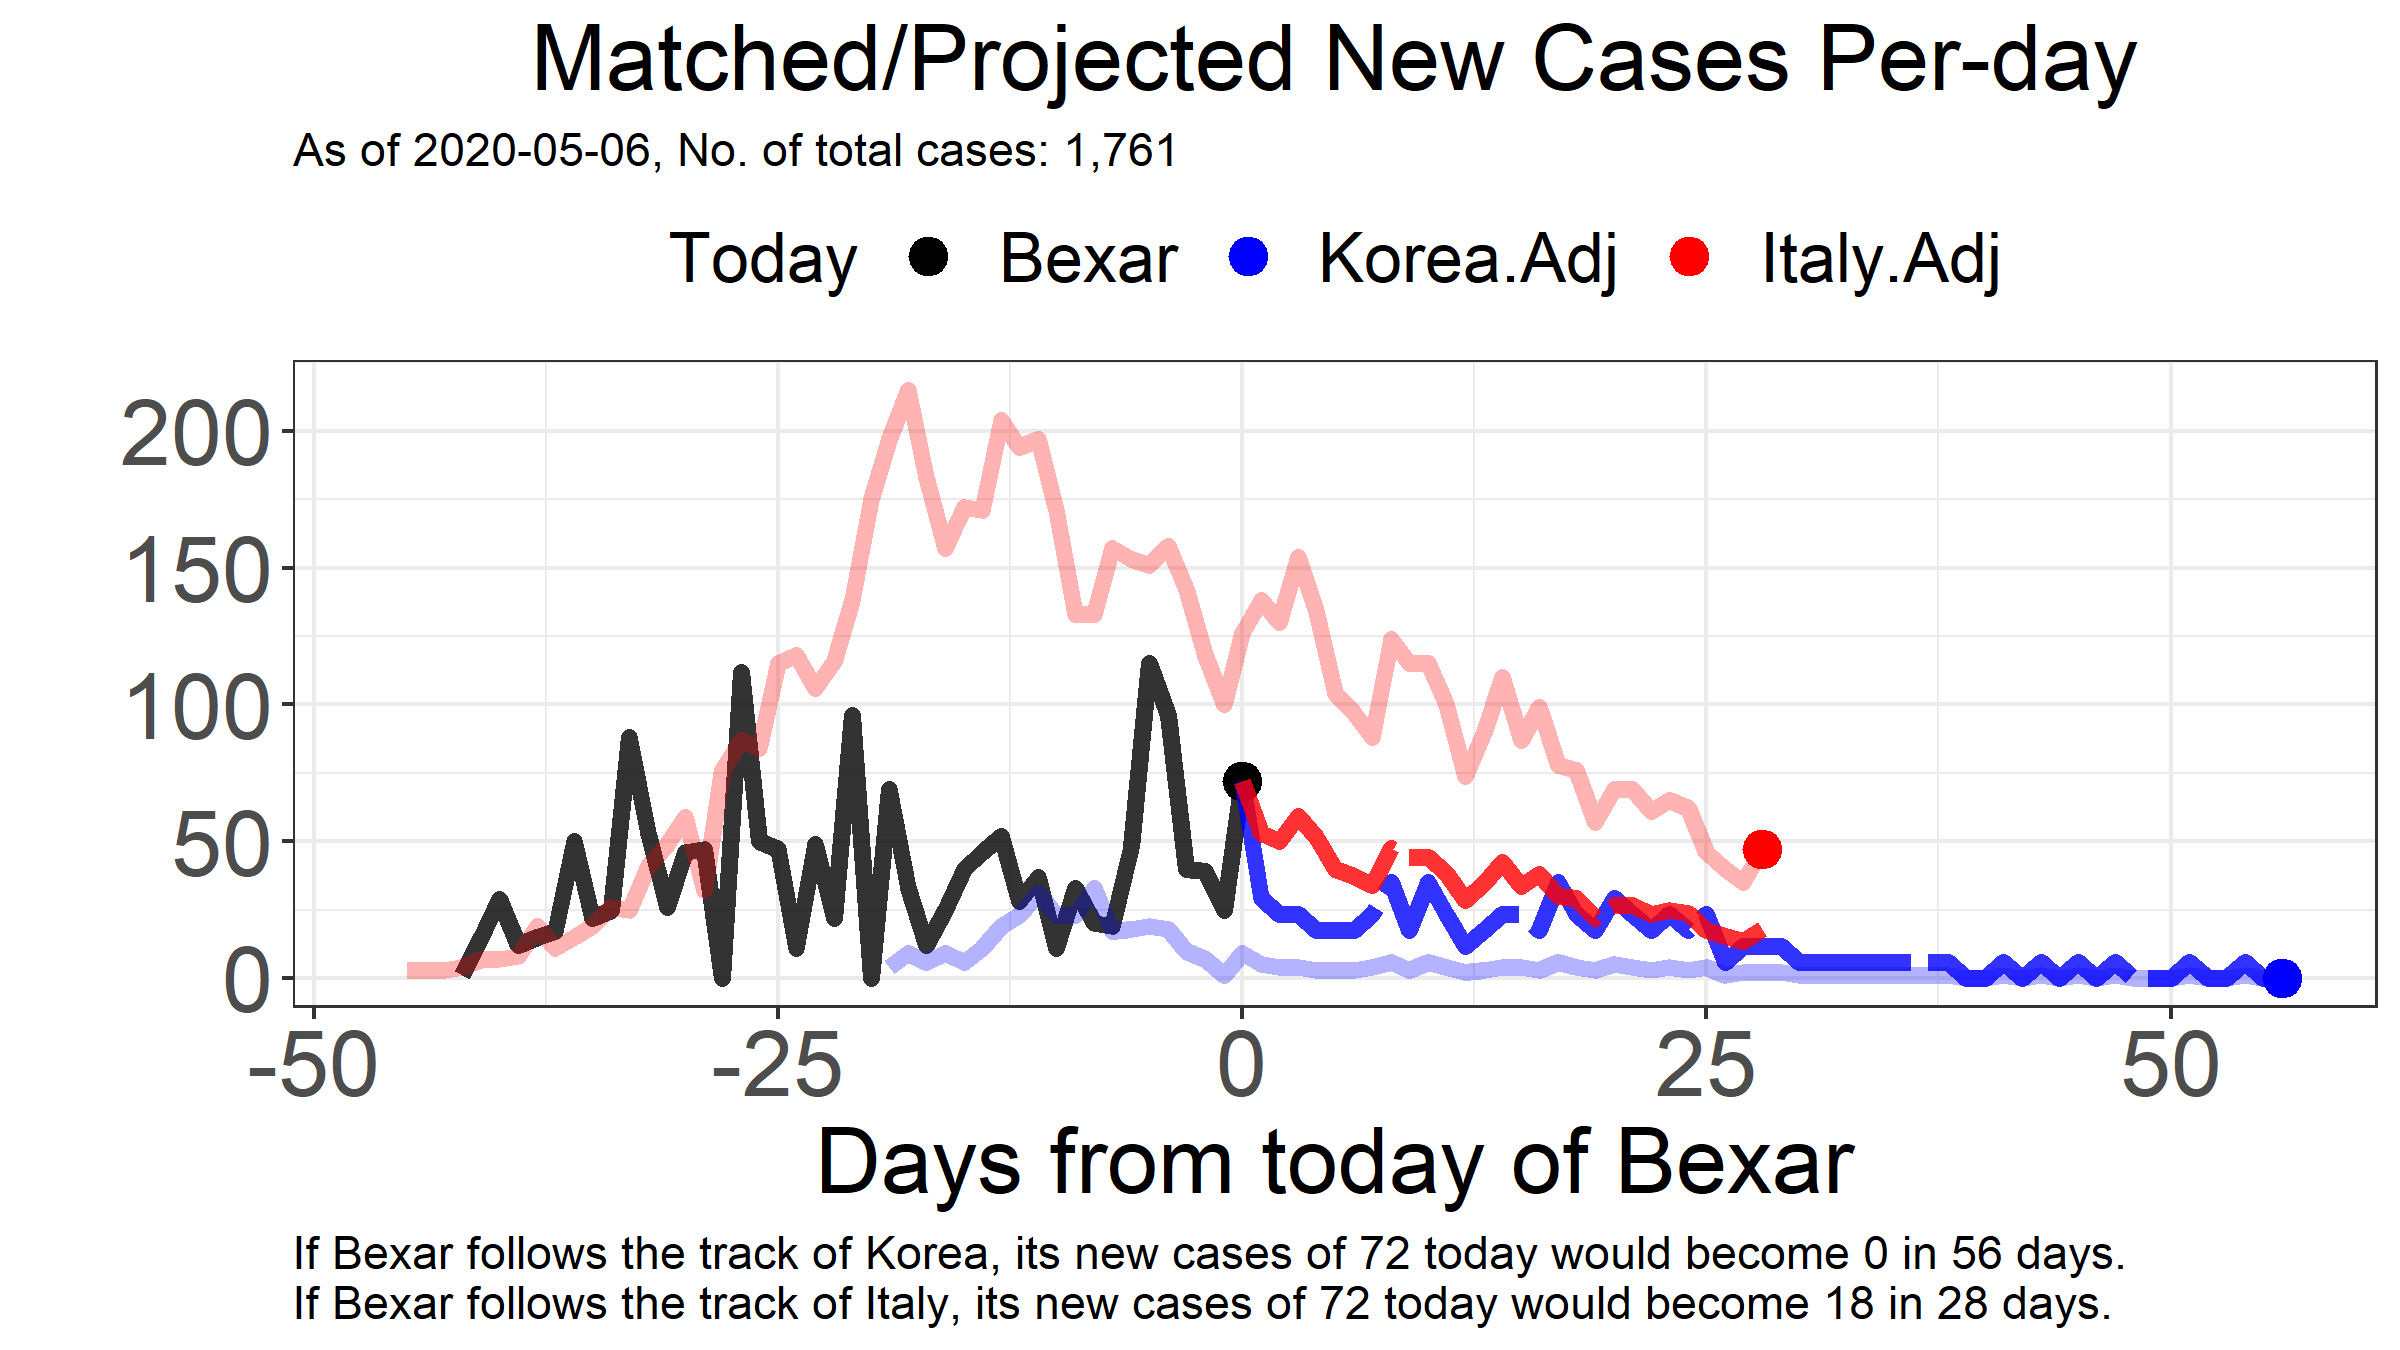 Matched/Projected New Cases Per-day
As of 2020-05-06, No. of total cases: 1,761
Today Bexar Korea.Adj Italy.Adj
200
150
100
50
0
-50 -25 0 25 50
Days from today of Bexar
If Bexar follows the track of Korea, its new cases of 72 today would become 0 in 56 days.
If Bexar follows the track of Italy, its new cases of 72 today would become 18 in 28 days.